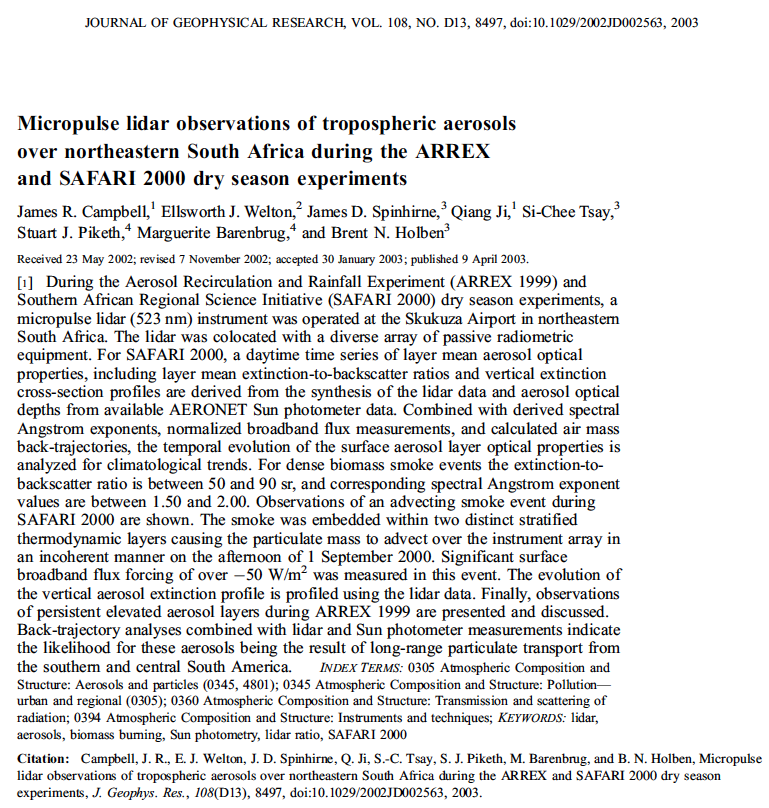 JOURNAL OF GEOPHYSICAL RESEARCH, VOL. 108, NO. D13, 8497, doi:10.1029/2002JD002563, 2003
Micropulse lidar observations of tropospheric aerosols
over northeastern South Africa during the ARREX
and SAFARI 2000 dry season experiments
James R. Campbell,1 Ellsworth J. Welton,2 James D. Spinhirne,3 Qiang Ji,1 Si-Chee Tsay,3
Stuart J. Piketh,4 Marguerite Barenbrug,4 and Brent N. Holben3
Received 23 May 2002; revised 7 November 2002; accepted 30 January 2003; published 9 April 2003.
[1] During the Aerosol Recirculation and Rainfall Experiment (ARREX 1999) and
Southern African Regional Science Initiative (SAFARI 2000) dry season experiments, a
micropulse lidar (523 nm) instrument was operated at the Skukuza Airport in northeastern
South Africa. The lidar was colocated with a diverse array of passive radiometric
equipment. For SAFARI 2000, a daytime time series of layer mean aerosol optical
properties, including layer mean extinction-to-backscatter ratios and vertical extinction
cross-section profiles are derived from the synthesis of the lidar data and aerosol optical
depths from available AERONET Sun photometer data. Combined with derived spectral
Angstrom exponents, normalized broadband flux measurements, and calculated air mass
back-trajectories, the temporal evolution of the surface aerosol layer optical properties is
analyzed for climatological trends. For dense biomass smoke events the extinction-to-
backscatter ratio is between 50 and 90 sr, and corresponding spectral Angstrom exponent
values are between 1.50 and 2.00. Observations of an advecting smoke event during
SAFARI 2000 are shown. The smoke was embedded within two distinct stratified
thermodynamic layers causing the particulate mass to advect over the instrument array in
an incoherent manner on the afternoon of 1 September 2000. Significant surface
broadband flux forcing of over −50 W/m2 was measured in this event. The evolution of
the vertical aerosol extinction profile is profiled using the lidar data. Finally, observations
of persistent elevated aerosol layers during ARREX 1999 are presented and discussed.
Back-trajectory analyses combined with lidar and Sun photometer measurements indicate
the likelihood for these aerosols being the result of long-range particulate transport from
the southern and central South America. INDEX TERMS: 0305 Atmospheric Composition and
Structure: Aerosols and particles (0345, 4801); 0345 Atmospheric Composition and Structure: Pollution—
urban and regional (0305); 0360 Atmospheric Composition and Structure: Transmission and scattering of
radiation; 0394 Atmospheric Composition and Structure: Instruments and techniques; KEYWORDS: lidar,
aerosols, biomass burning, Sun photometry, lidar ratio, SAFARI 2000
Citation: Campbell, J. R., E. J. Welton, J. D. Spinhirne, Q. Ji, S.-C. Tsay, S. J. Piketh, M. Barenbrug, and B. N. Holben, Micropulse
lidar observations of tropospheric aerosols over northeastern South Africa during the ARREX and SAFARI 2000 dry season
experiments, J. Geophys. Res., 108(D13), 8497, doi:10.1029/2002JD002563, 2003.